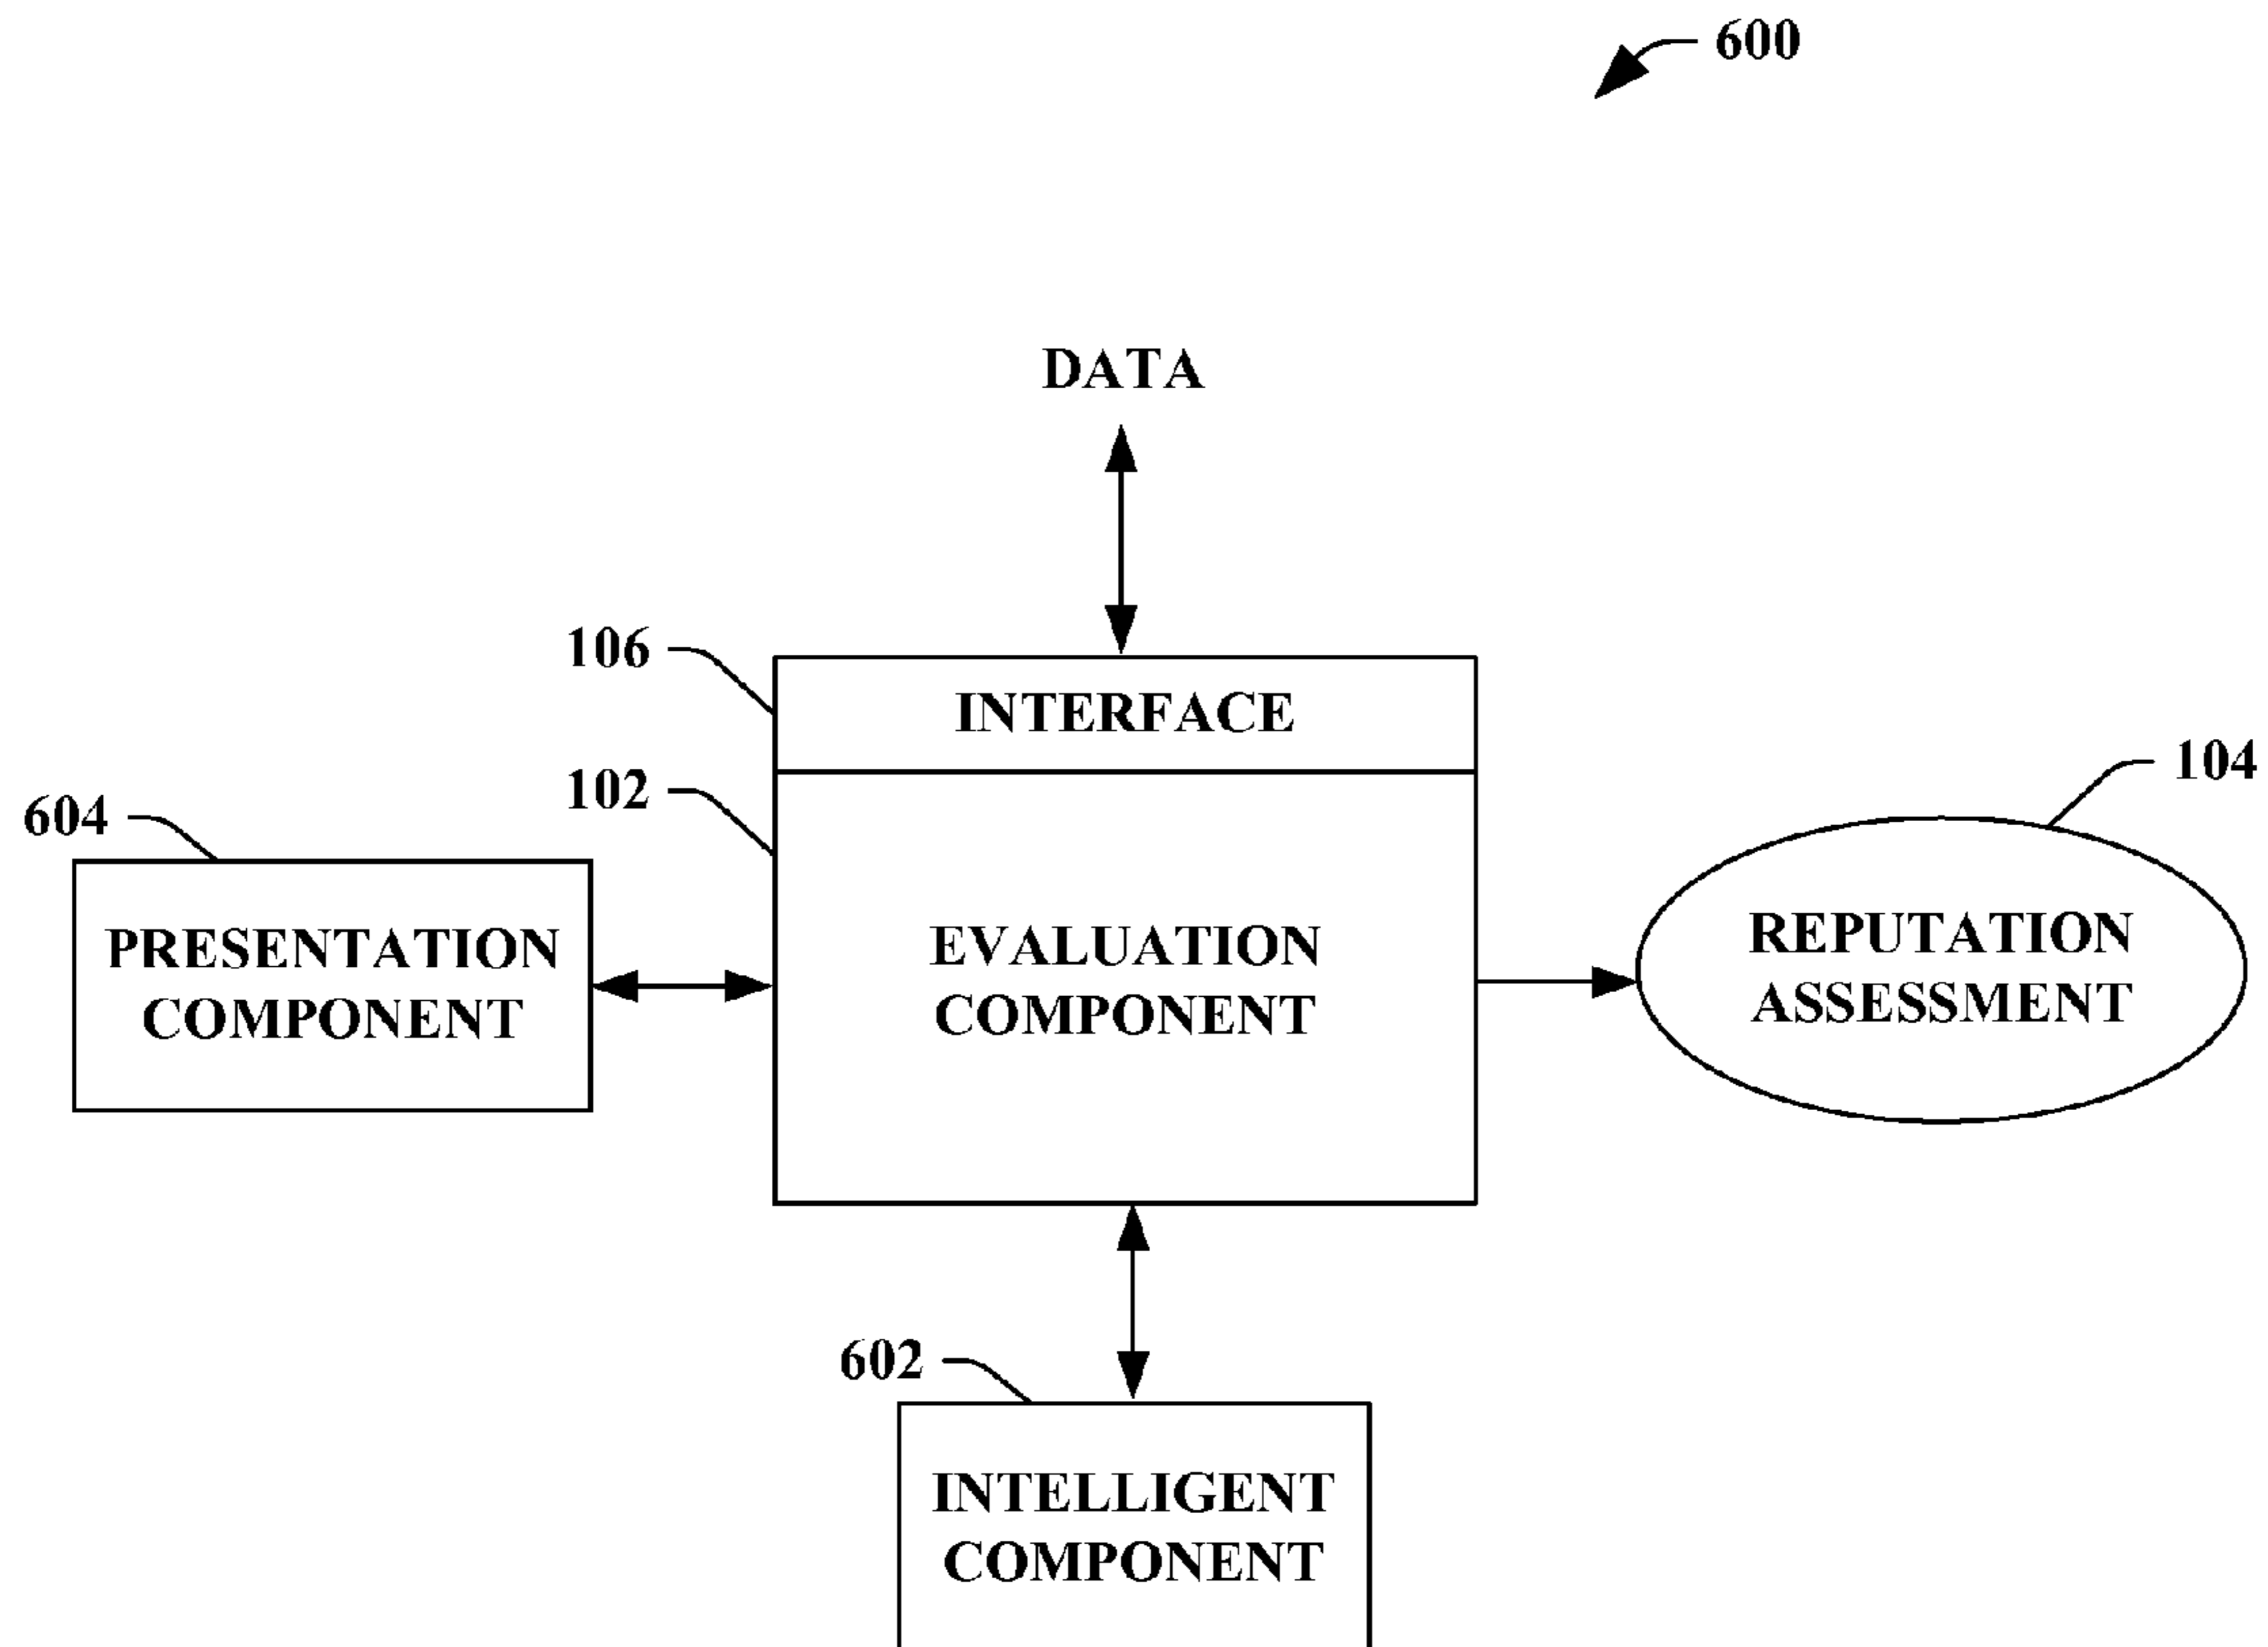 600
DATA
106
INTERFACE
102
104
604
PRESENTATION
COMPONENT
EVALUATION
COMPONENT
REPUTATION
ASSESSMENT
602
INTELLIGENT
COMPONENT